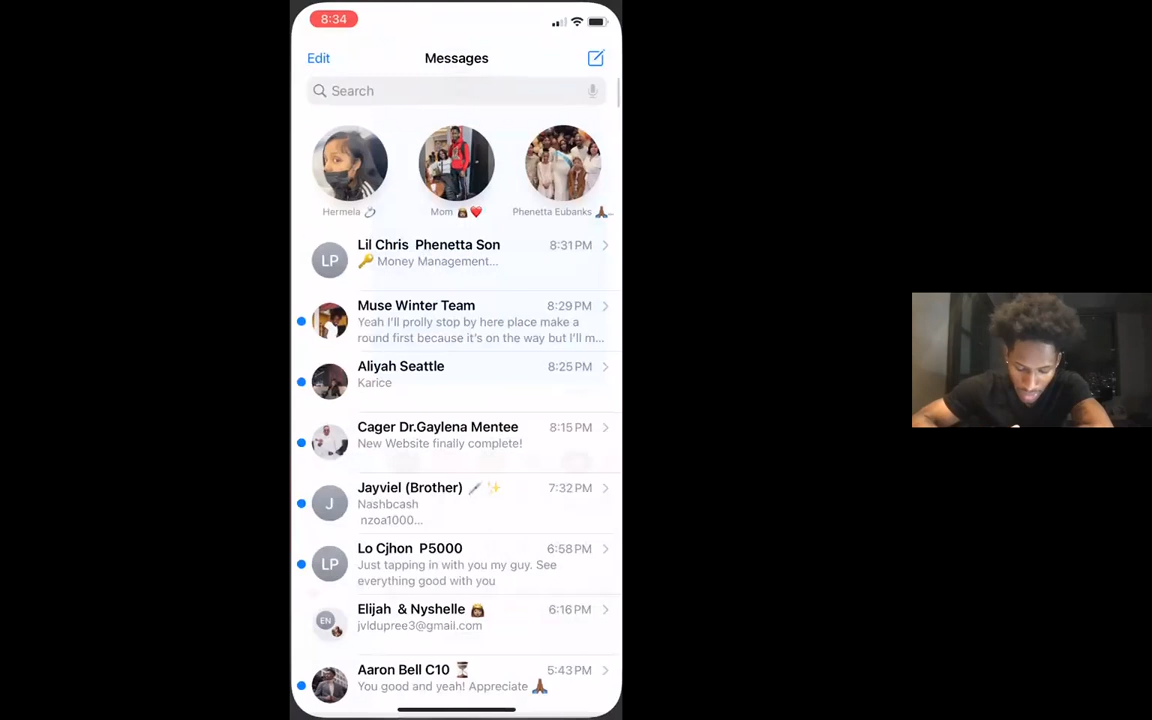 8:34
Edit
Messages
Search
Hermela 💍
Mom 👸🏾❤️
Phenetta Eubanks 🙏🏾...
LP
Lil Chris Phenetta Son
8:31 PM
🔑 Money Management...
Muse Winter Team
8:29 PM
Yeah I'll prolly stop by here place make a
round first because it's on the way but I'll m...
Aliyah Seattle
8:25 PM
Karice
Cager Dr.Gaylena Mentee
8:15 PM
New Website finally complete!
J
Jayviel (Brother) 💉✨
7:32 PM
Nashbcash
nzoa1000...
LP
Lo Cjhon P5000
6:58 PM
Just tapping in with you my guy. See
everything good with you
EN
Elijah & Nyshelle 👸🏾
6:16 PM
jvldupree3@gmail.com
Aaron Bell C10 ⏳
5:43 PM
You good and yeah! Appreciate 🙏🏾